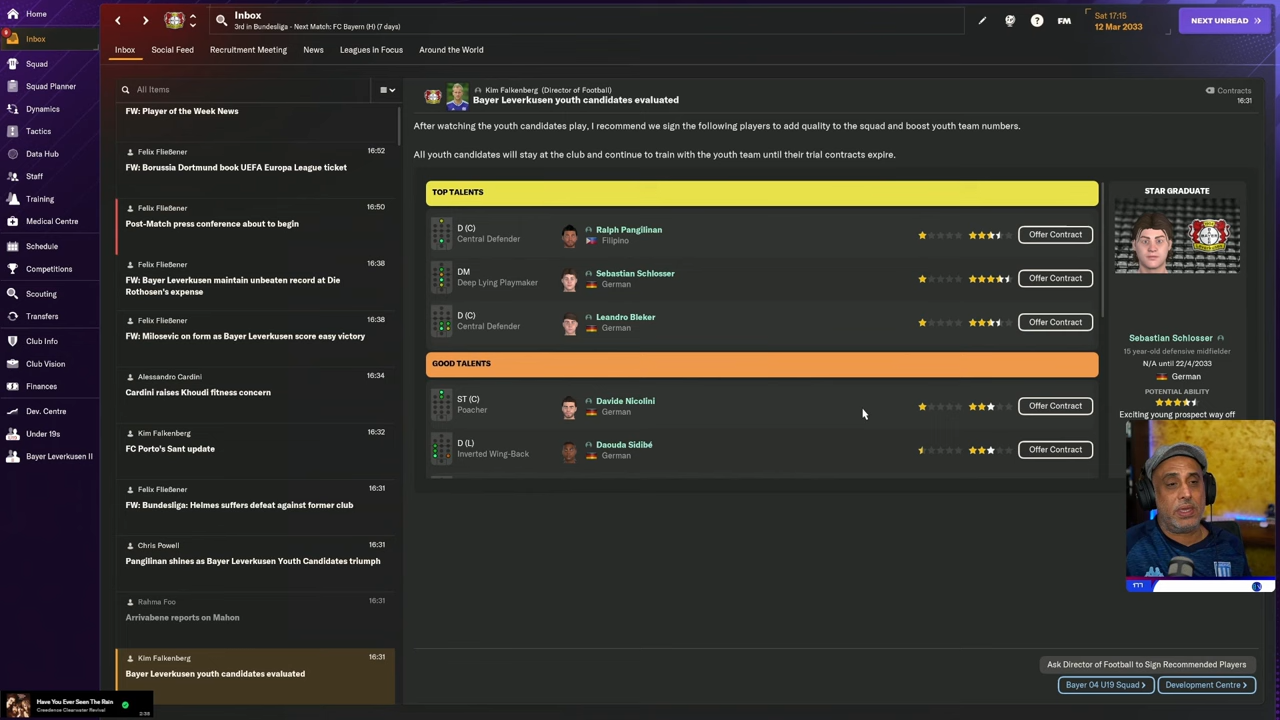 Home
Inbox
Squad
Squad Planner
Dynamics
Tactics
Data Hub
Staff
Training
Medical Centre
Schedule
Competitions
Scouting
Transfers
Club Info
Club Vision
Finances
Dev. Centre
Under 19s
Bayer Leverkusen II
Inbox
3rd in Bundesliga - Next Match: FC Bayern (H) (7 days)
FM
Sat 17:15
12 Mar 2033
NEXT UNREAD
Inbox Social Feed Recruitment Meeting News Leagues in Focus Around the World
All Items
FW: Player of the Week News
Felix Fließener 16:52
FW: Borussia Dortmund book UEFA Europa League ticket
Felix Fließener 16:50
Post-Match press conference about to begin
Felix Fließener 16:38
FW: Bayer Leverkusen maintain unbeaten record at Die
Rothosen's expense
Felix Fließener 16:38
FW: Milosevic on form as Bayer Leverkusen score easy victory
Alessandro Cardini 16:34
Cardini raises Khoudi fitness concern
Kim Falkenberg 16:32
FC Porto's Sant update
Felix Fließener 16:31
FW: Bundesliga: Helmes suffers defeat against former club
Chris Powell 16:31
Pangilinan shines as Bayer Leverkusen Youth Candidates triumph
Rahma Foo 16:31
Arrivabene reports on Mahon
Kim Falkenberg 16:31
Bayer Leverkusen youth candidates evaluated
Kim Falkenberg (Director of Football)
Bayer Leverkusen youth candidates evaluated
Contracts
16:31
After watching the youth candidates play, I recommend we sign the following players to add quality to the squad and boost youth team numbers.
All youth candidates will stay at the club and continue to train with the youth team until their trial contracts expire.
TOP TALENTS
D (C) Ralph Pangilinan Offer Contract
Central Defender Filipino
DM Sebastian Schlosser Offer Contract
Deep Lying Playmaker German
D (C) Leandro Bleker Offer Contract
Central Defender German
GOOD TALENTS
ST (C) Davide Nicolini Offer Contract
Poacher German
D (L) Daouda Sidibé Offer Contract
Inverted Wing-Back German
STAR GRADUATE
Sebastian Schlosser
15 year-old defensive midfielder
N/A until 22/4/2033
German
POTENTIAL ABILITY
Exciting young prospect way off
Ask Director of Football to Sign Recommended Players
Bayer 04 U19 Squad
Development Centre
Have You Ever Seen The Rain
Creedence Clearwater Revival